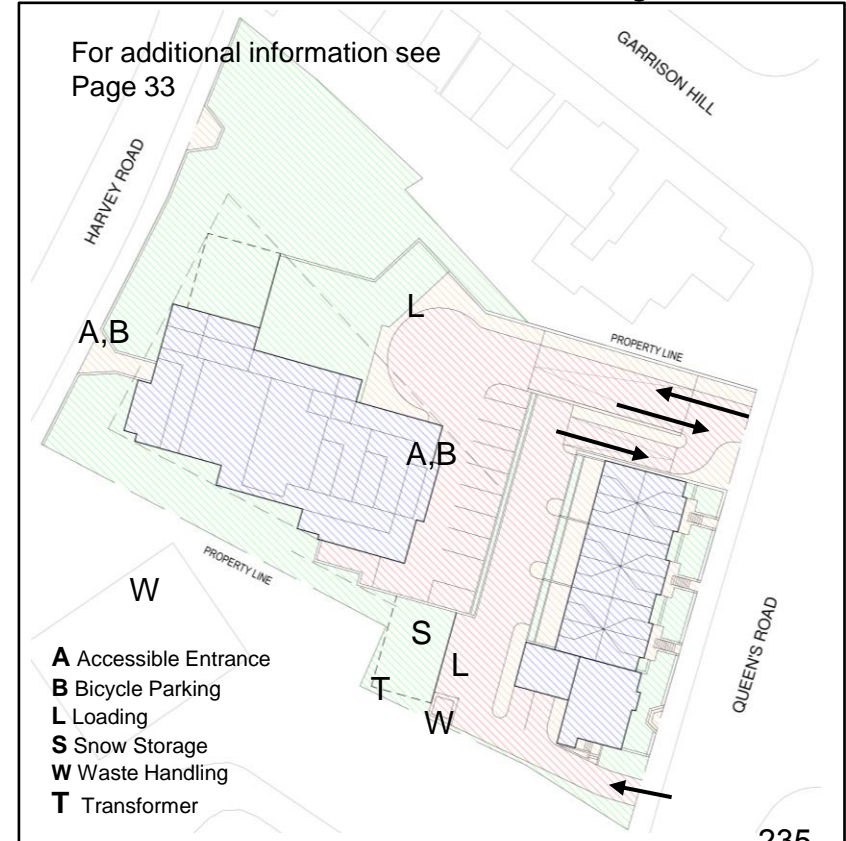 For additional information see
Page 33
GARRISON HILL
HARVEY ROAD
L
A,B
PROPERTY LINE
A,B
PROPERTY LINE
W
S
QUEEN'S ROAD
L
T
W
A Accessible Entrance
B Bicycle Parking
L Loading
S Snow Storage
W Waste Handling
T Transformer
235